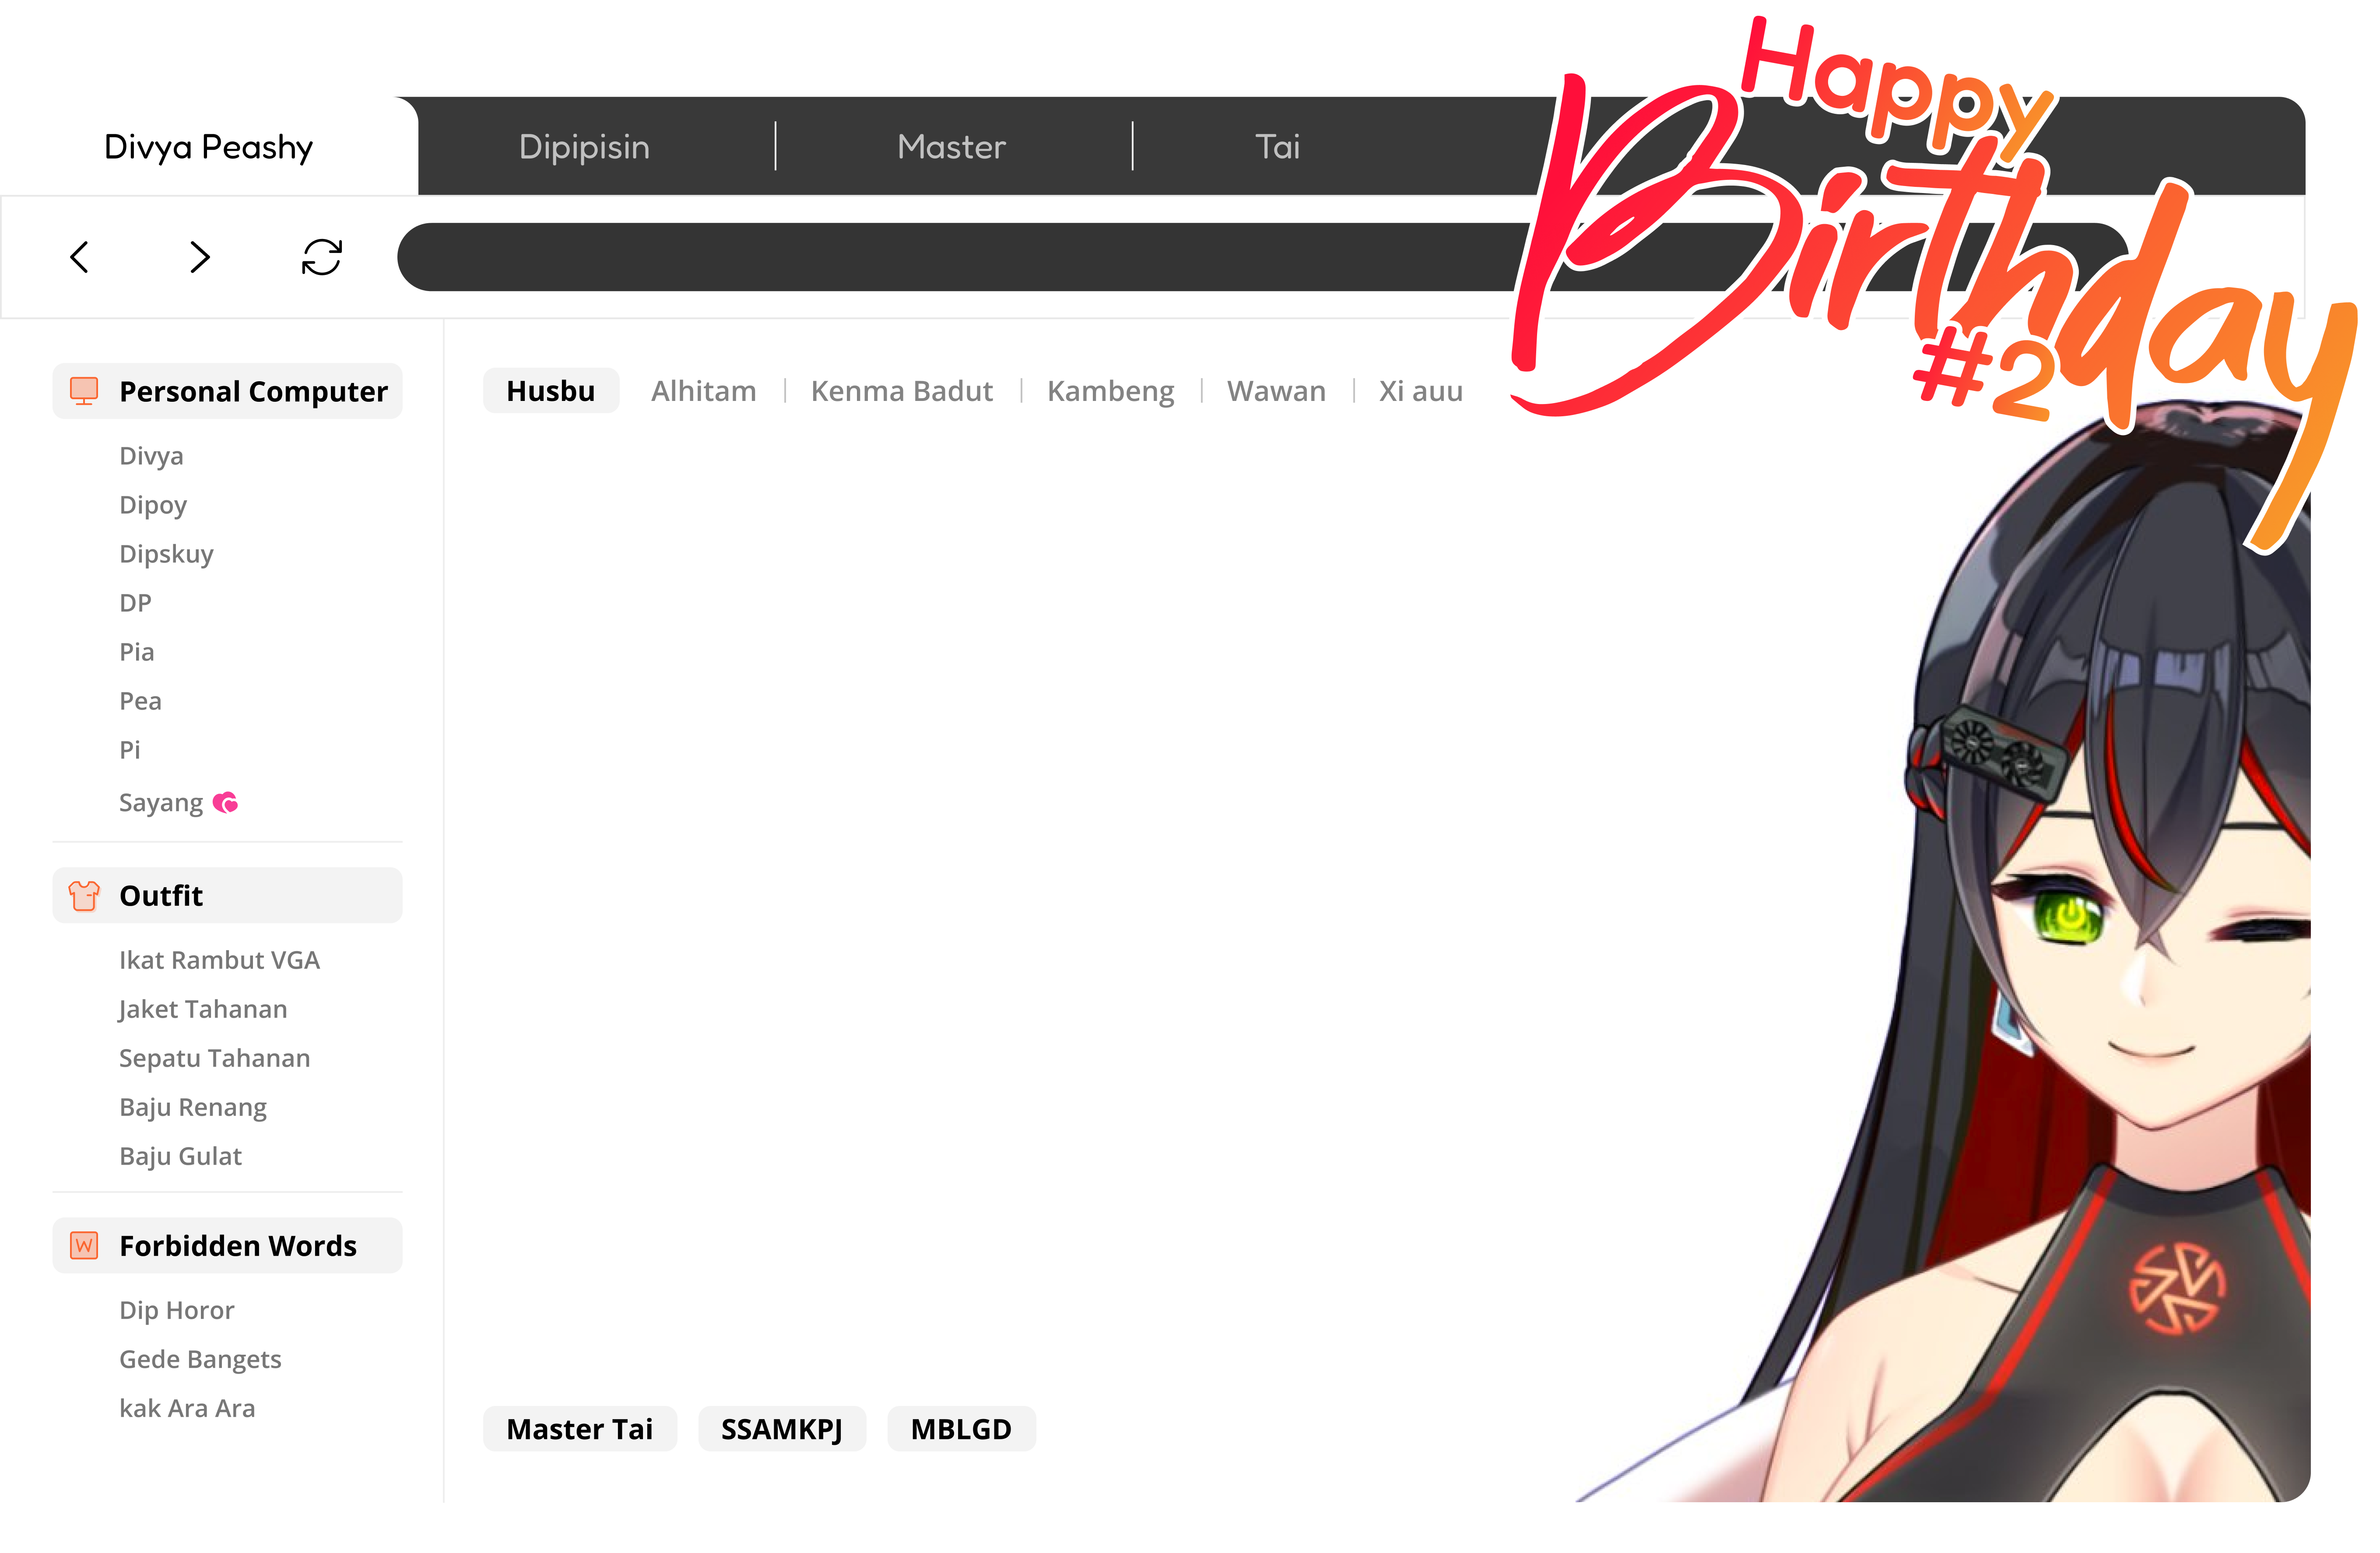 Happy
Birthday
#2
Divya Peashy
Dipipisin
Master
Tai
Personal Computer
Divya
Dipoy
Dipskuy
DP
Pia
Pea
Pi
Sayang
Outfit
Ikat Rambut VGA
Jaket Tahanan
Sepatu Tahanan
Baju Renang
Baju Gulat
Forbidden Words
Dip Horor
Gede Bangets
kak Ara Ara
Husbu
Alhitam
Kenma Badut
Kambeng
Wawan
Xi auu
Master Tai
SSAMKPJ
MBLGD